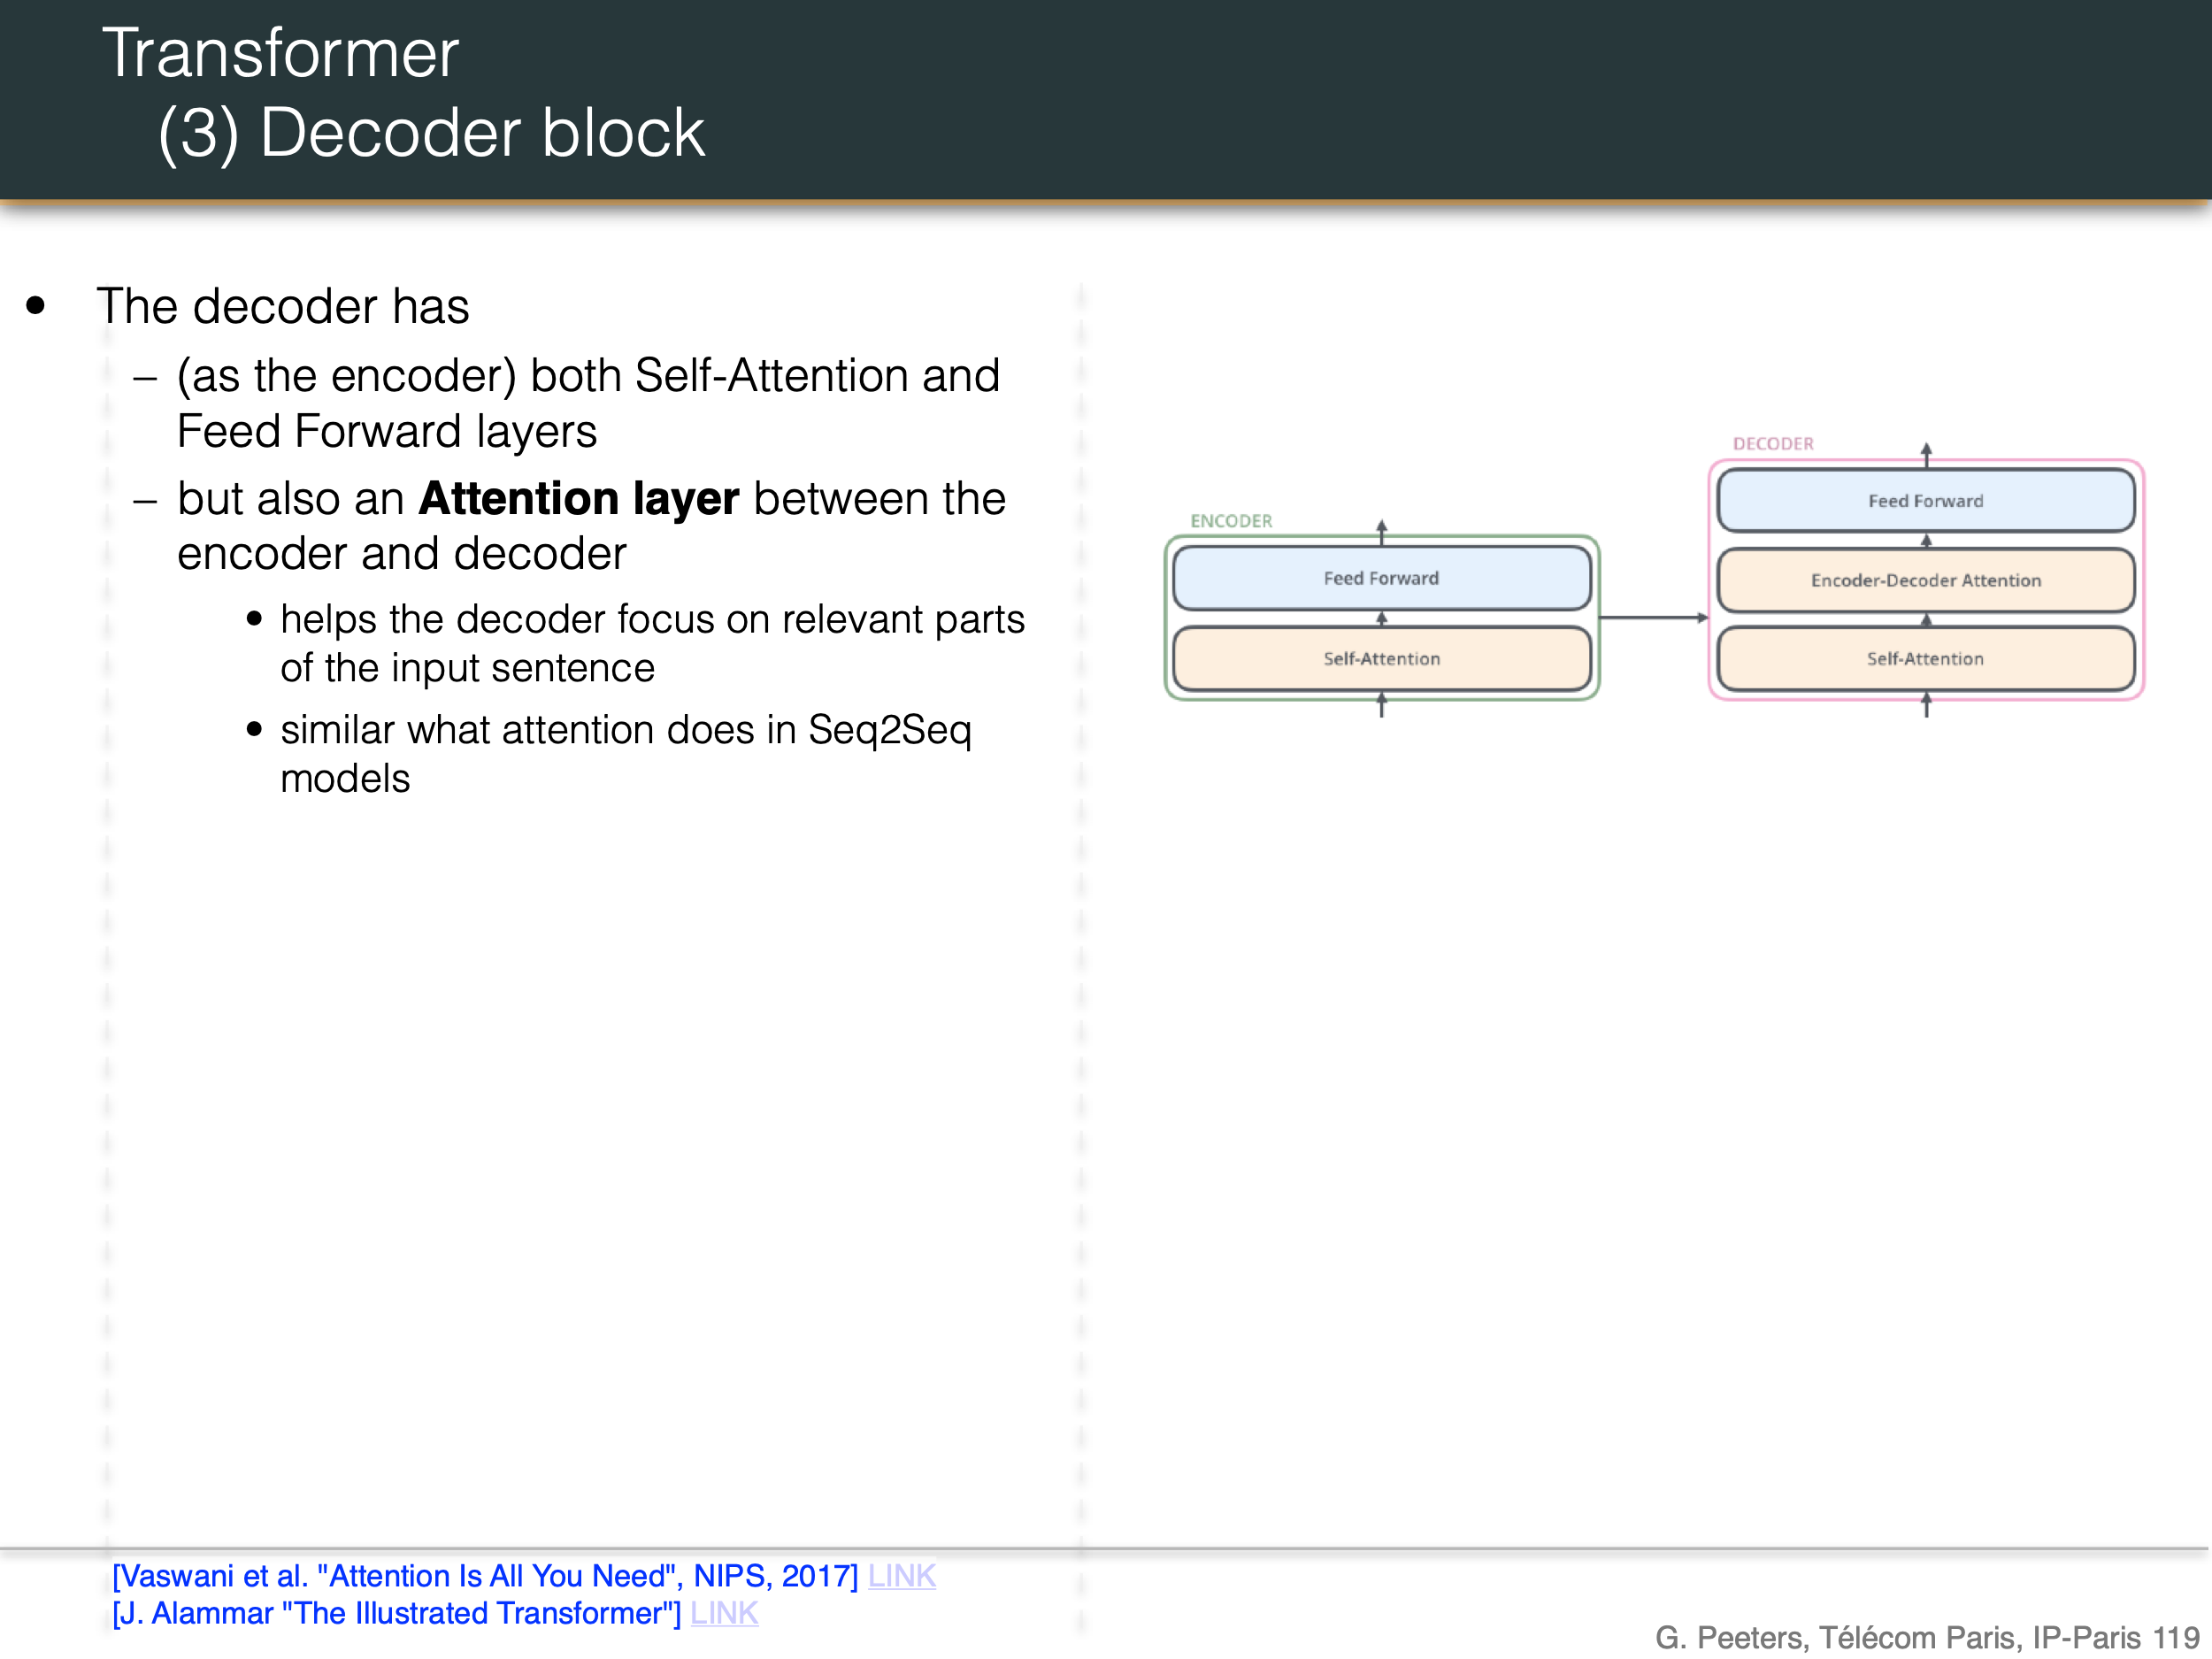 Transformer
(3) Decoder block
• The decoder has
– (as the encoder) both Self-Attention and
Feed Forward layers
– but also an Attention layer between the
encoder and decoder
• helps the decoder focus on relevant parts
of the input sentence
• similar what attention does in Seq2Seq
models
ENCODER
Feed Forward
Self-Attention
DECODER
Feed Forward
Encoder-Decoder Attention
Self-Attention
[Vaswani et al. "Attention Is All You Need", NIPS, 2017] LINK
[J. Alammar "The Illustrated Transformer"] LINK
G. Peeters, Télécom Paris, IP-Paris 119